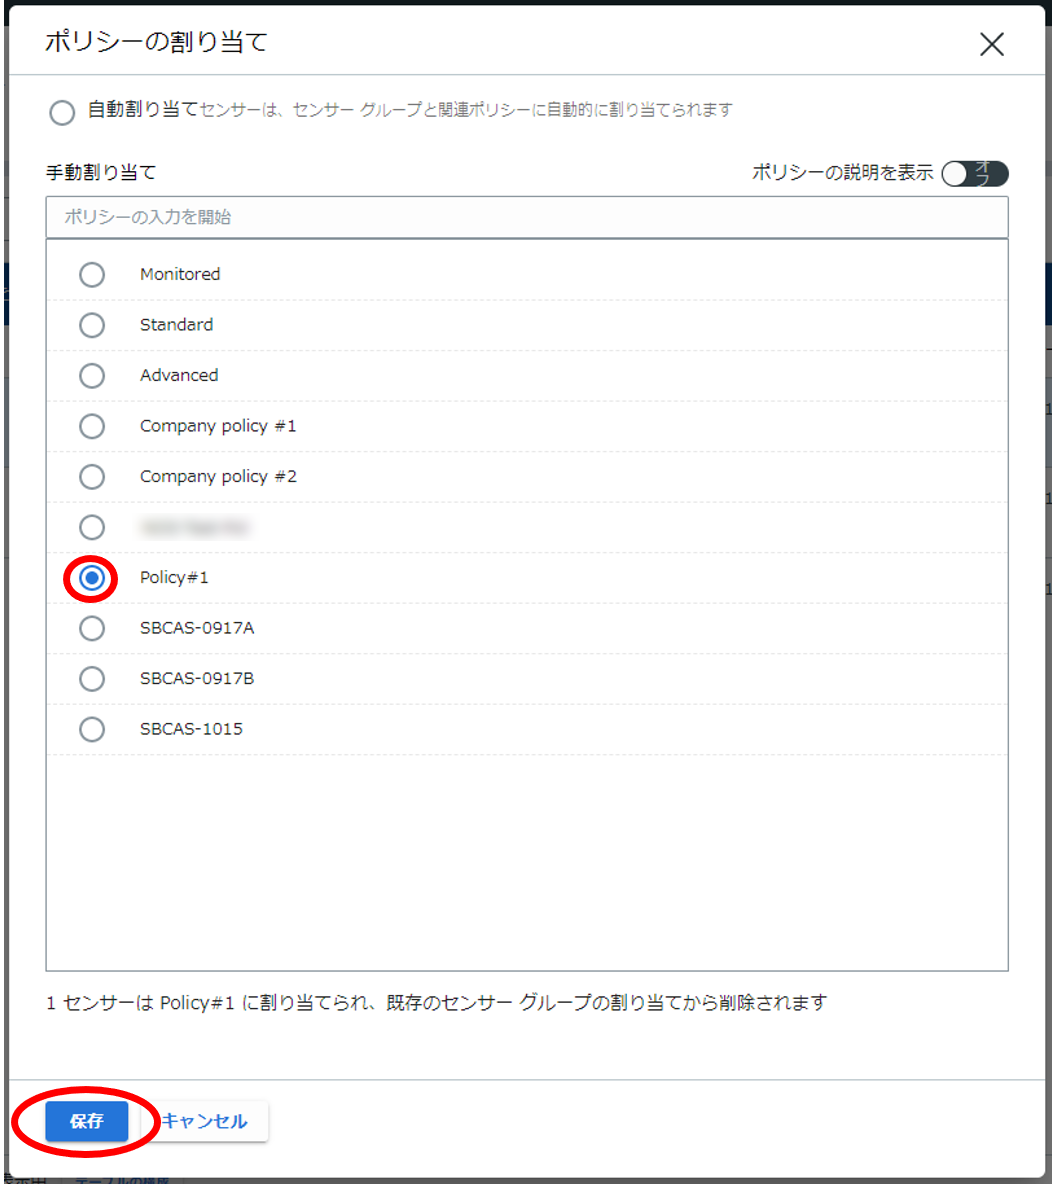 ポリシーの割り当て
自動割り当てセンサーは、センサー グループと関連ポリシーに自動的に割り当てられます
手動割り当て
ポリシーの説明を表示 オフ
ポリシーの入力を開始
Monitored
Standard
Advanced
Company policy #1
Company policy #2
Policy#1
SBCAS-0917A
SBCAS-0917B
SBCAS-1015
1 センサーは Policy#1 に割り当てられ、既存のセンサー グループの割り当てから削除されます
保存
キャンセル
テーブルの構成